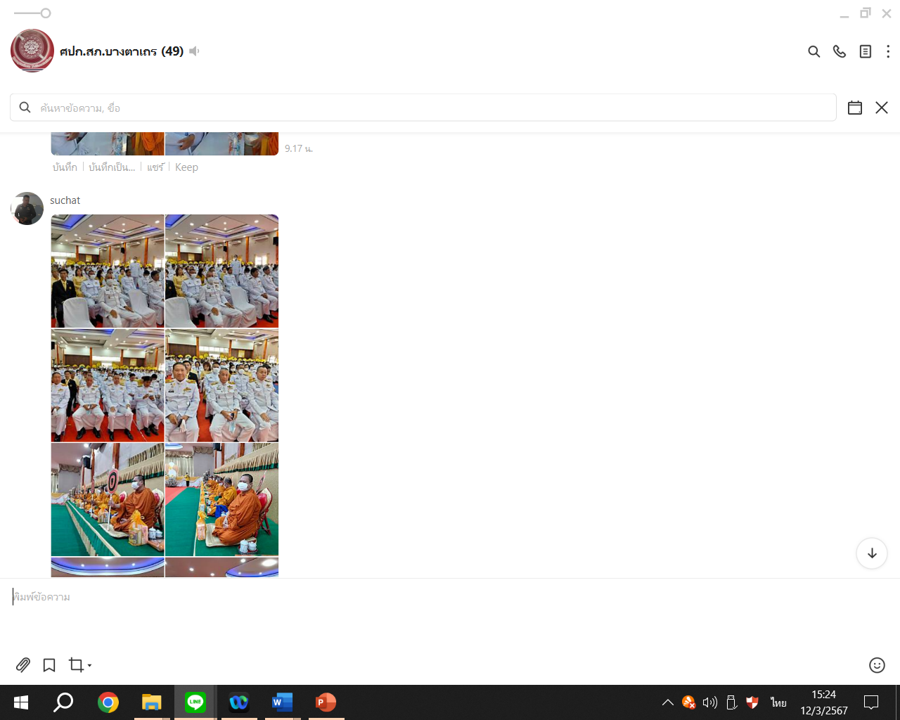 ศปก.สภ.บางตาเถร (49)
ค้นหาข้อความ, ชื่อ
9.17 น.
บันทึก บันทึกเป็น... แชร์ Keep
suchat
พิมพ์ข้อความ
LINE
W
P
ไทย
15:24
12/3/2567